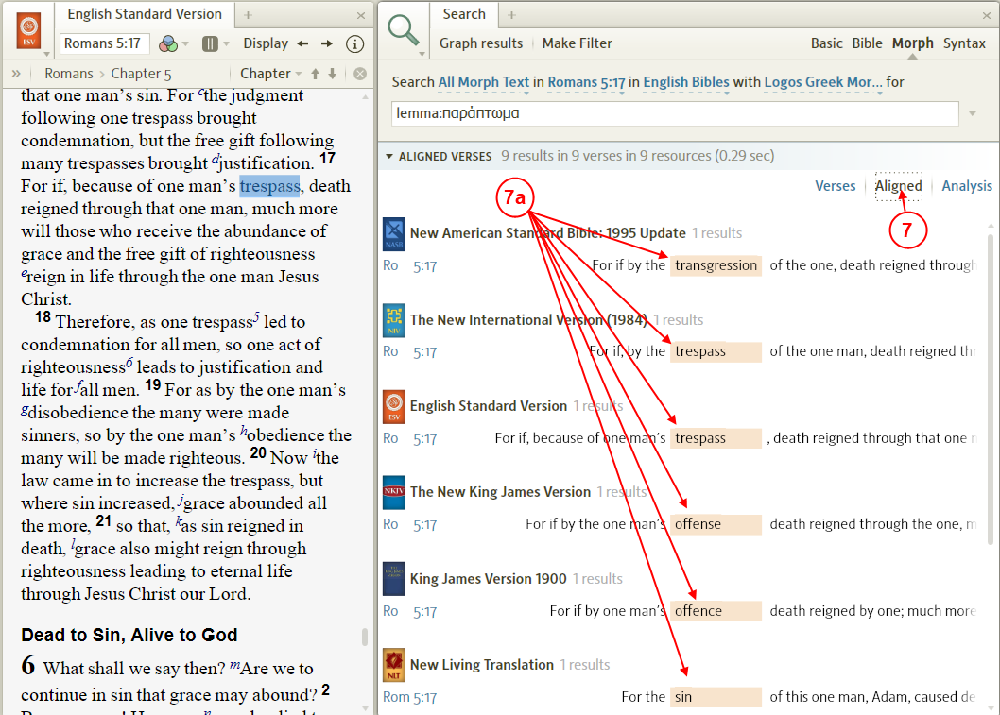 English Standard Version
ESV
Romans 5:17
Display
Romans > Chapter 5
Chapter
that one man's sin. For cthe judgment
following one trespass brought
condemnation, but the free gift following
many trespasses brought djustification. 17
For if, because of one man's trespass, death
reigned through that one man, much more
will those who receive the abundance of
grace and the free gift of righteousness
ereign in life through the one man Jesus
Christ.
18 Therefore, as one trespass5 led to
condemnation for all men, so one act of
righteousness6 leads to justification and
life for fall men. 19 For as by the one man's
gdisobedience the many were made
sinners, so by the one man's hobedience the
many will be made righteous. 20 Now ithe
law came in to increase the trespass, but
where sin increased, jgrace abounded all
the more, 21 so that, kas sin reigned in
death, lgrace also might reign through
righteousness leading to eternal life
through Jesus Christ our Lord.
Dead to Sin, Alive to God
6 What shall we say then? mAre we to
continue in sin that grace may abound? 2
Search
Graph results
Make Filter
Basic Bible Morph Syntax
Search All Morph Text in Romans 5:17 in English Bibles with Logos Greek Mor... for
lemma:παράπτωμα
ALIGNED VERSES 9 results in 9 verses in 9 resources (0.29 sec)
Verses Aligned Analysis
7a
7
NASB
New American Standard Bible: 1995 Update 1 results
Ro 5:17 For if by the transgression of the one, death reigned through
NIV
The New International Version (1984) 1 results
Ro 5:17 For if, by the trespass of the one man, death reigned thr
ESV
English Standard Version 1 results
Ro 5:17 For if, because of one man's trespass , death reigned through that one
NKJV
The New King James Version 1 results
Ro 5:17 For if by the one man's offense death reigned through the one, m
King James Version 1900 1 results
Ro 5:17 For if by one man's offence death reigned by one; much more
NLT
New Living Translation 1 results
Rom 5:17 For the sin of this one man, Adam, caused de